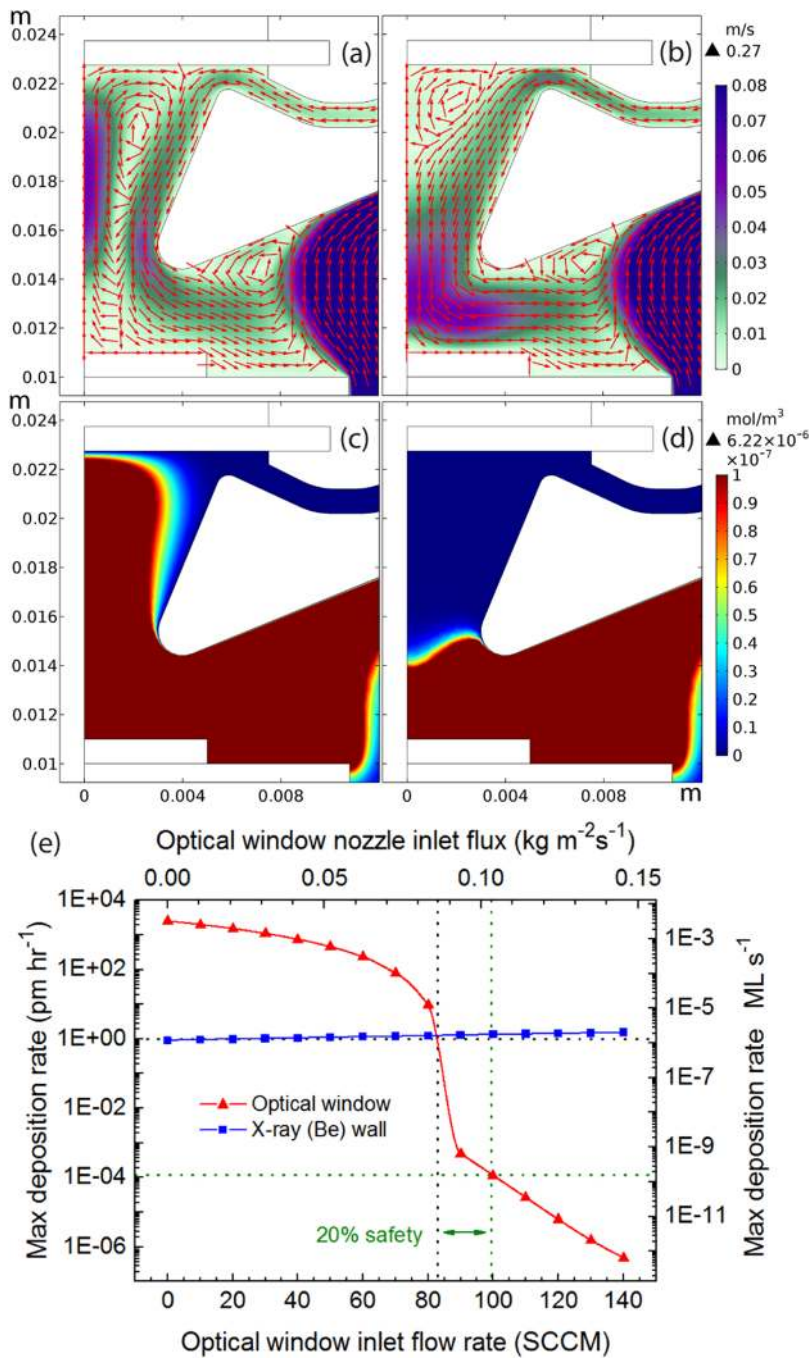 m
m/s
▲ 0.27
(a)
(b)
0.024
0.022
0.02
0.018
0.016
0.014
0.012
0.01
0.08
0.07
0.06
0.05
0.04
0.03
0.02
0.01
0
m
mol/m³
▲ 6.22×10⁻⁶
×10⁻⁷
(c)
(d)
0.024
0.022
0.02
0.018
0.016
0.014
0.012
0.01
1
0.9
0.8
0.7
0.6
0.5
0.4
0.3
0.2
0.1
0
0 0.004 0.008 0 0.004 0.008 m
(e)
Optical window nozzle inlet flux (kg m⁻²s⁻¹)
0.00 0.05 0.10 0.15
Max deposition rate (pm hr⁻¹)
1E+04
1E+02
1E+00
1E-02
1E-04
1E-06
Optical window
X-ray (Be) wall
20% safety
1E-3
1E-5
1E-7
1E-9
1E-11
Max deposition rate ML s⁻¹
0 20 40 60 80 100 120 140
Optical window inlet flow rate (SCCM)